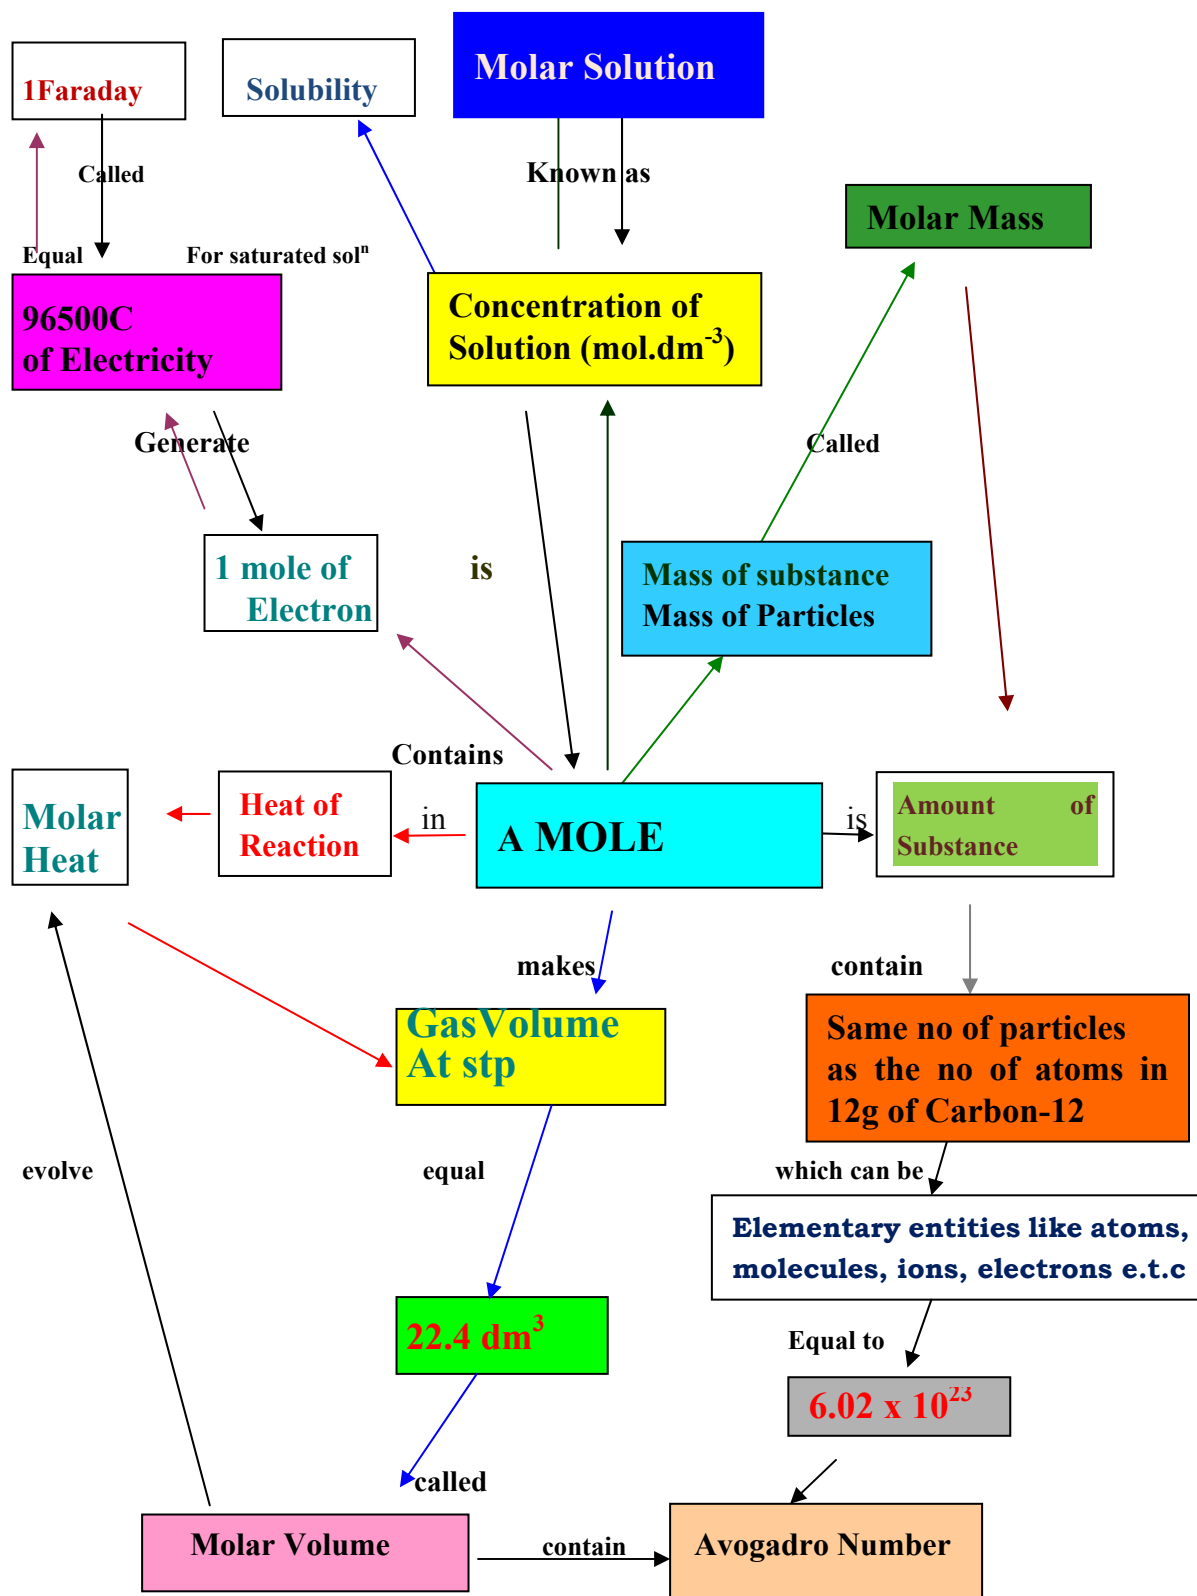 Molar Solution
1Faraday
Solubility
Called
Known as
Molar Mass
Equal
For saturated solⁿ
96500C
of Electricity
Concentration of
Solution (mol.dm⁻³)
Generate
Called
1 mole of
Electron
is
Mass of substance
Mass of Particles
Contains
Molar
Heat
Heat of
Reaction
in
A MOLE
is
Amount of
Substance
makes
contain
GasVolume
At stp
Same no of particles
as the no of atoms in
12g of Carbon-12
evolve
equal
which can be
Elementary entities like atoms,
molecules, ions, electrons e.t.c
22.4 dm³
Equal to
6.02 x 10²³
called
Molar Volume
contain
Avogadro Number